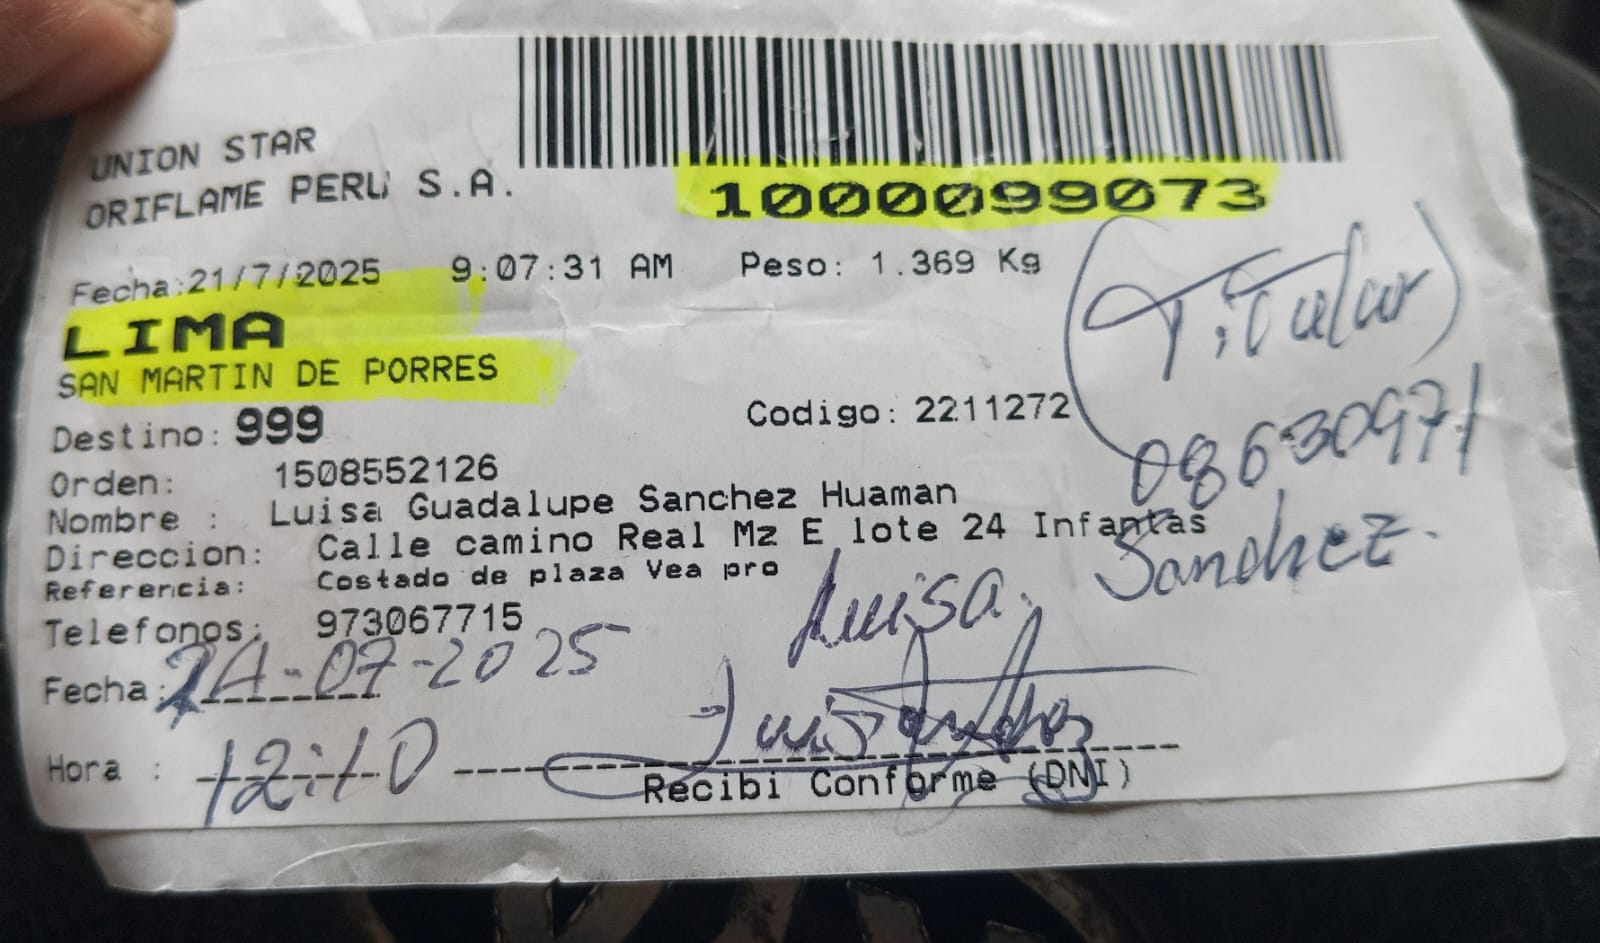 UNION STAR
ORIFLAME PERU S.A.
1000099073
Fecha:21/7/2025 9:07:31 AM Peso: 1.369 Kg
(Titular)
LIMA
SAN MARTIN DE PORRES
Destino: 999 Codigo: 2211272
08630971
Orden: 1508552126
Nombre : Luisa Guadalupe Sanchez Huaman
Direccion: Calle camino Real Mz E lote 24 Infantas
Referencia: Costado de plaza Vea pro
Luisa. Sanchez.
Telefonos: 973067715
Fecha: 24-07-2025
Hora : 12:10
Recibi Conforme (DNI)